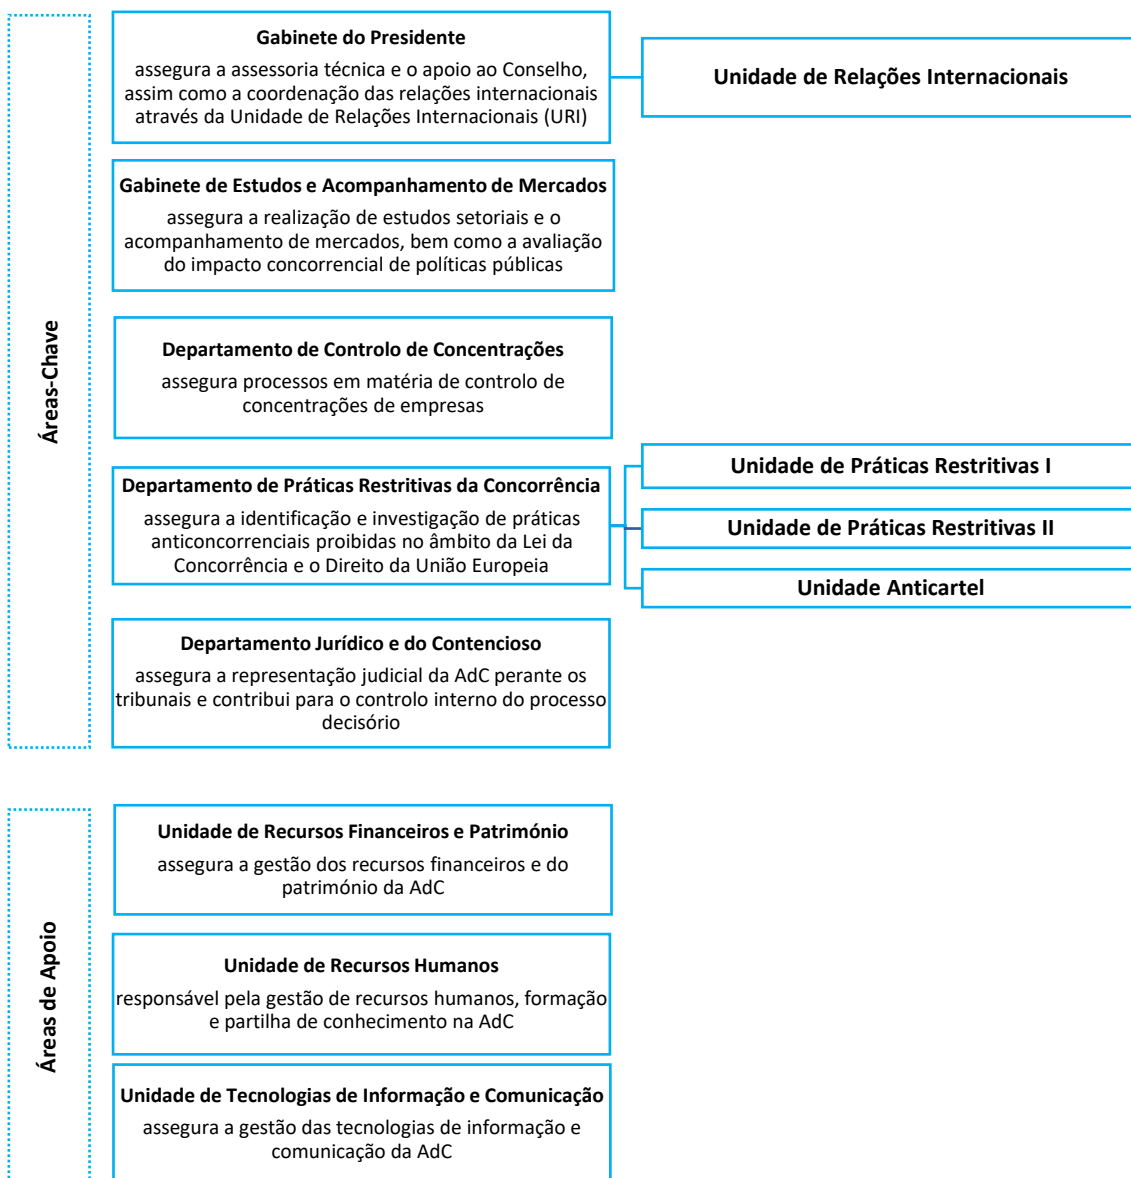 Áreas-Chave
Gabinete do Presidente
assegura a assessoria técnica e o apoio ao Conselho,
assim como a coordenação das relações internacionais
através da Unidade de Relações Internacionais (URI)
Unidade de Relações Internacionais
Gabinete de Estudos e Acompanhamento de Mercados
assegura a realização de estudos setoriais e o
acompanhamento de mercados, bem como a avaliação
do impacto concorrencial de políticas públicas
Departamento de Controlo de Concentrações
assegura processos em matéria de controlo de
concentrações de empresas
Departamento de Práticas Restritivas da Concorrência
assegura a identificação e investigação de práticas
anticoncorrenciais proibidas no âmbito da Lei da
Concorrência e o Direito da União Europeia
Unidade de Práticas Restritivas I
Unidade de Práticas Restritivas II
Unidade Anticartel
Departamento Jurídico e do Contencioso
assegura a representação judicial da AdC perante os
tribunais e contribui para o controlo interno do processo
decisório
Áreas de Apoio
Unidade de Recursos Financeiros e Património
assegura a gestão dos recursos financeiros e do
património da AdC
Unidade de Recursos Humanos
responsável pela gestão de recursos humanos, formação
e partilha de conhecimento na AdC
Unidade de Tecnologias de Informação e Comunicação
assegura a gestão das tecnologias de informação e
comunicação da AdC